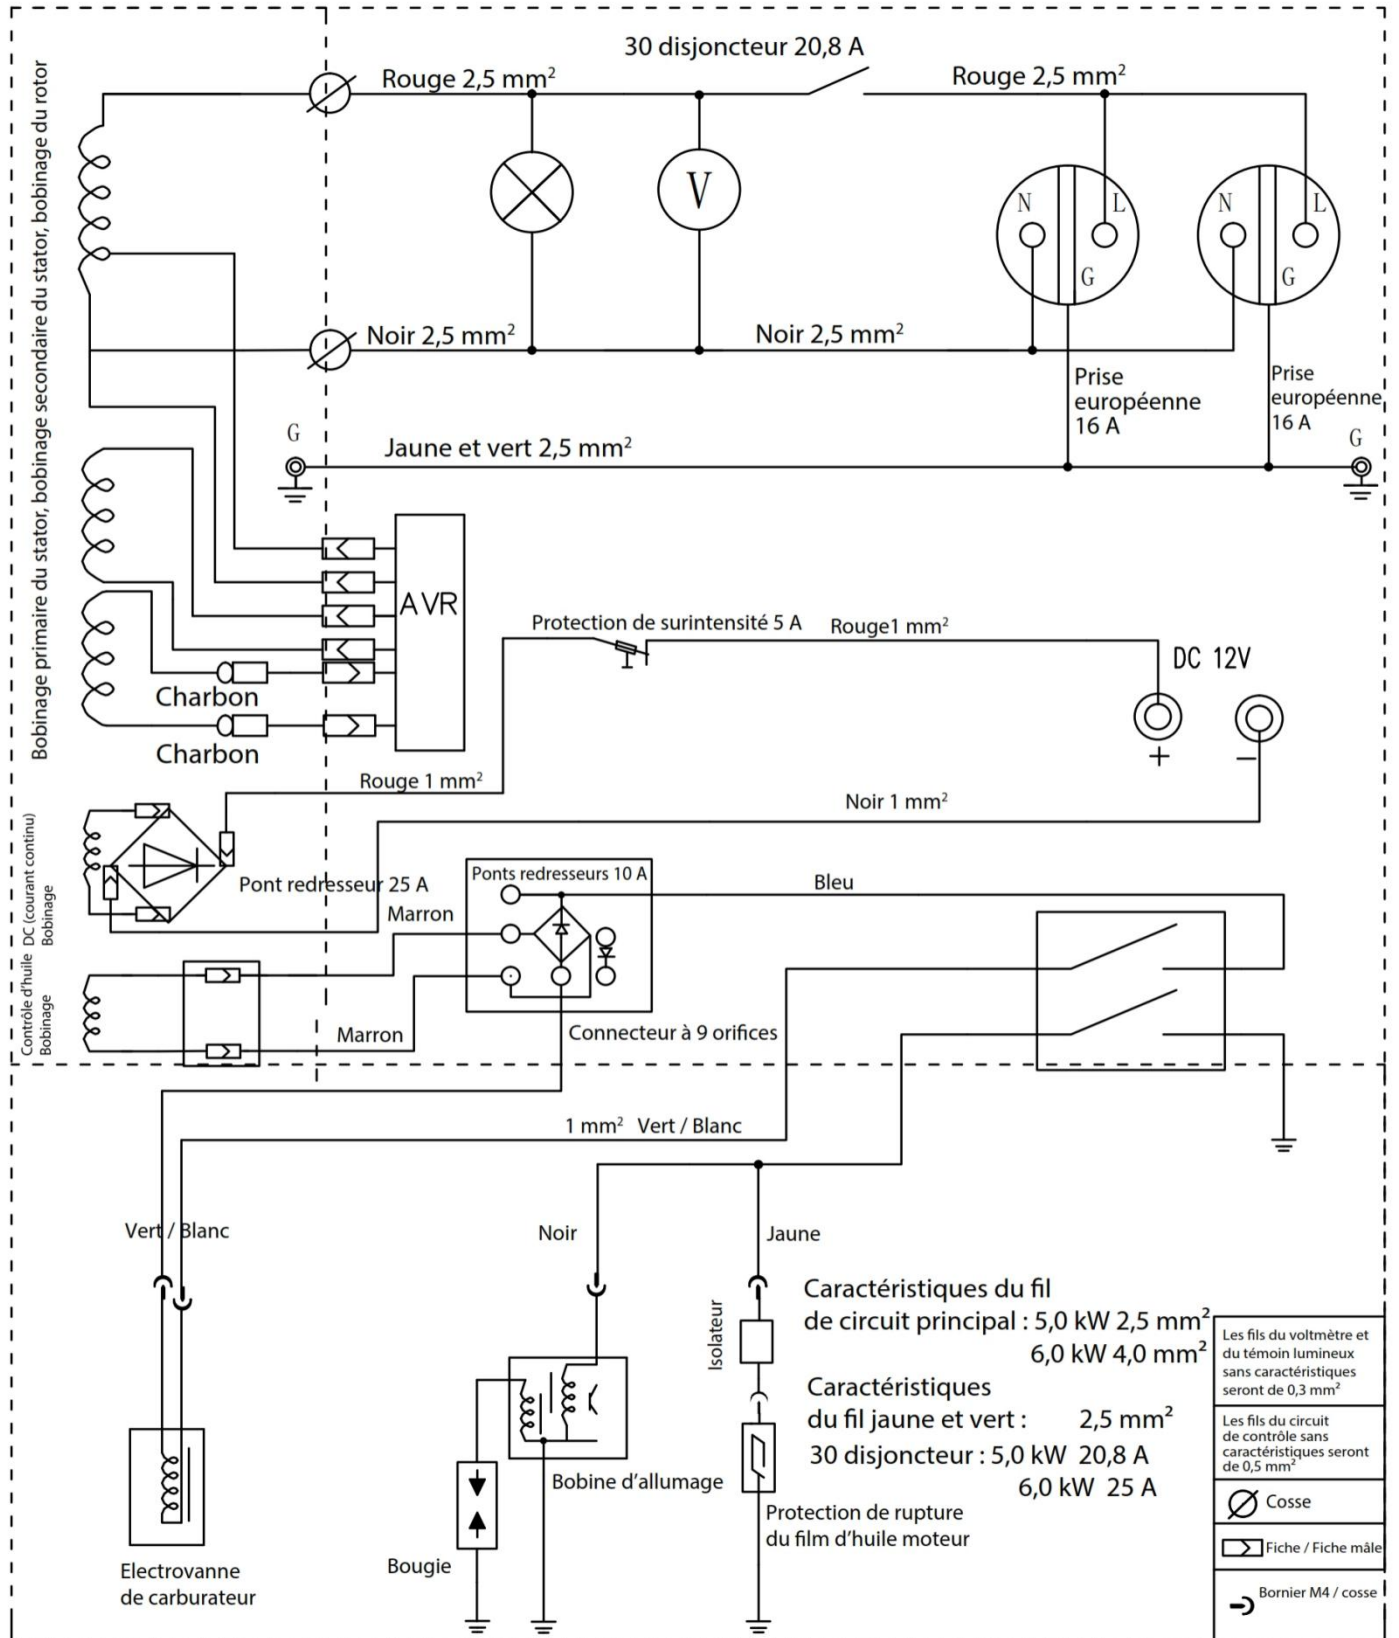 30 disjoncteur 20,8 A
Rouge 2,5 mm²
Rouge 2,5 mm²
Bobinage primaire du stator, bobinage secondaire du stator, bobinage du rotor
V
N
L
G
N
L
G
Noir 2,5 mm²
Noir 2,5 mm²
Prise
européenne
16 A
Prise
européenne
16 A
G
Jaune et vert 2,5 mm²
G
AVR
Protection de surintensité 5 A
Rouge1 mm²
DC 12V
Charbon
Charbon
+
−
Rouge 1 mm²
Noir 1 mm²
DC (courant continu)
Bobinage
Pont redresseur 25 A
Ponts redresseurs 10 A
Bleu
Marron
Contrôle d'huile
Bobinage
Marron
Connecteur à 9 orifices
1 mm² Vert / Blanc
Vert / Blanc
Noir
Jaune
Isolateur
Caractéristiques du fil
de circuit principal : 5,0 kW 2,5 mm²
6,0 kW 4,0 mm²
Caractéristiques
du fil jaune et vert : 2,5 mm²
30 disjoncteur : 5,0 kW 20,8 A
6,0 kW 25 A
Bobine d'allumage
Protection de rupture
du film d'huile moteur
Bougie
Electrovanne
de carburateur
Les fils du voltmètre et
du témoin lumineux
sans caractéristiques
seront de 0,3 mm²
Les fils du circuit
de contrôle sans
caractéristiques seront
de 0,5 mm²
Cosse
Fiche / Fiche mâle
Bornier M4 / cosse